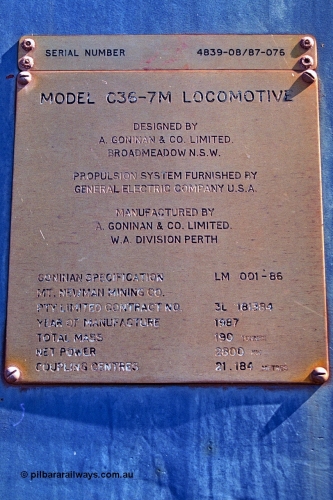 SERIAL NUMBER 4839-08/87-076
MODEL C36-7M LOCOMOTIVE
DESIGNED BY
A. GONINAN & CO. LIMITED.
BROADMEADOW N.S.W.
PROPULSION SYSTEM FURNISHED BY
GENERAL ELECTRIC COMPANY U.S.A.
MANUFACTURED BY
A. GONINAN & CO. LIMITED.
W.A. DIVISION PERTH
GONINAN SPECIFICATION LM 001-86
MT. NEWMAN MINING CO.
PTY LIMITED CONTRACT NO. 3L
YEAR OF MANUFACTURE 1987
TOTAL MASS 190
NET POWER
COUPLING CENTRES 21.184
© pilbararailways.com.au